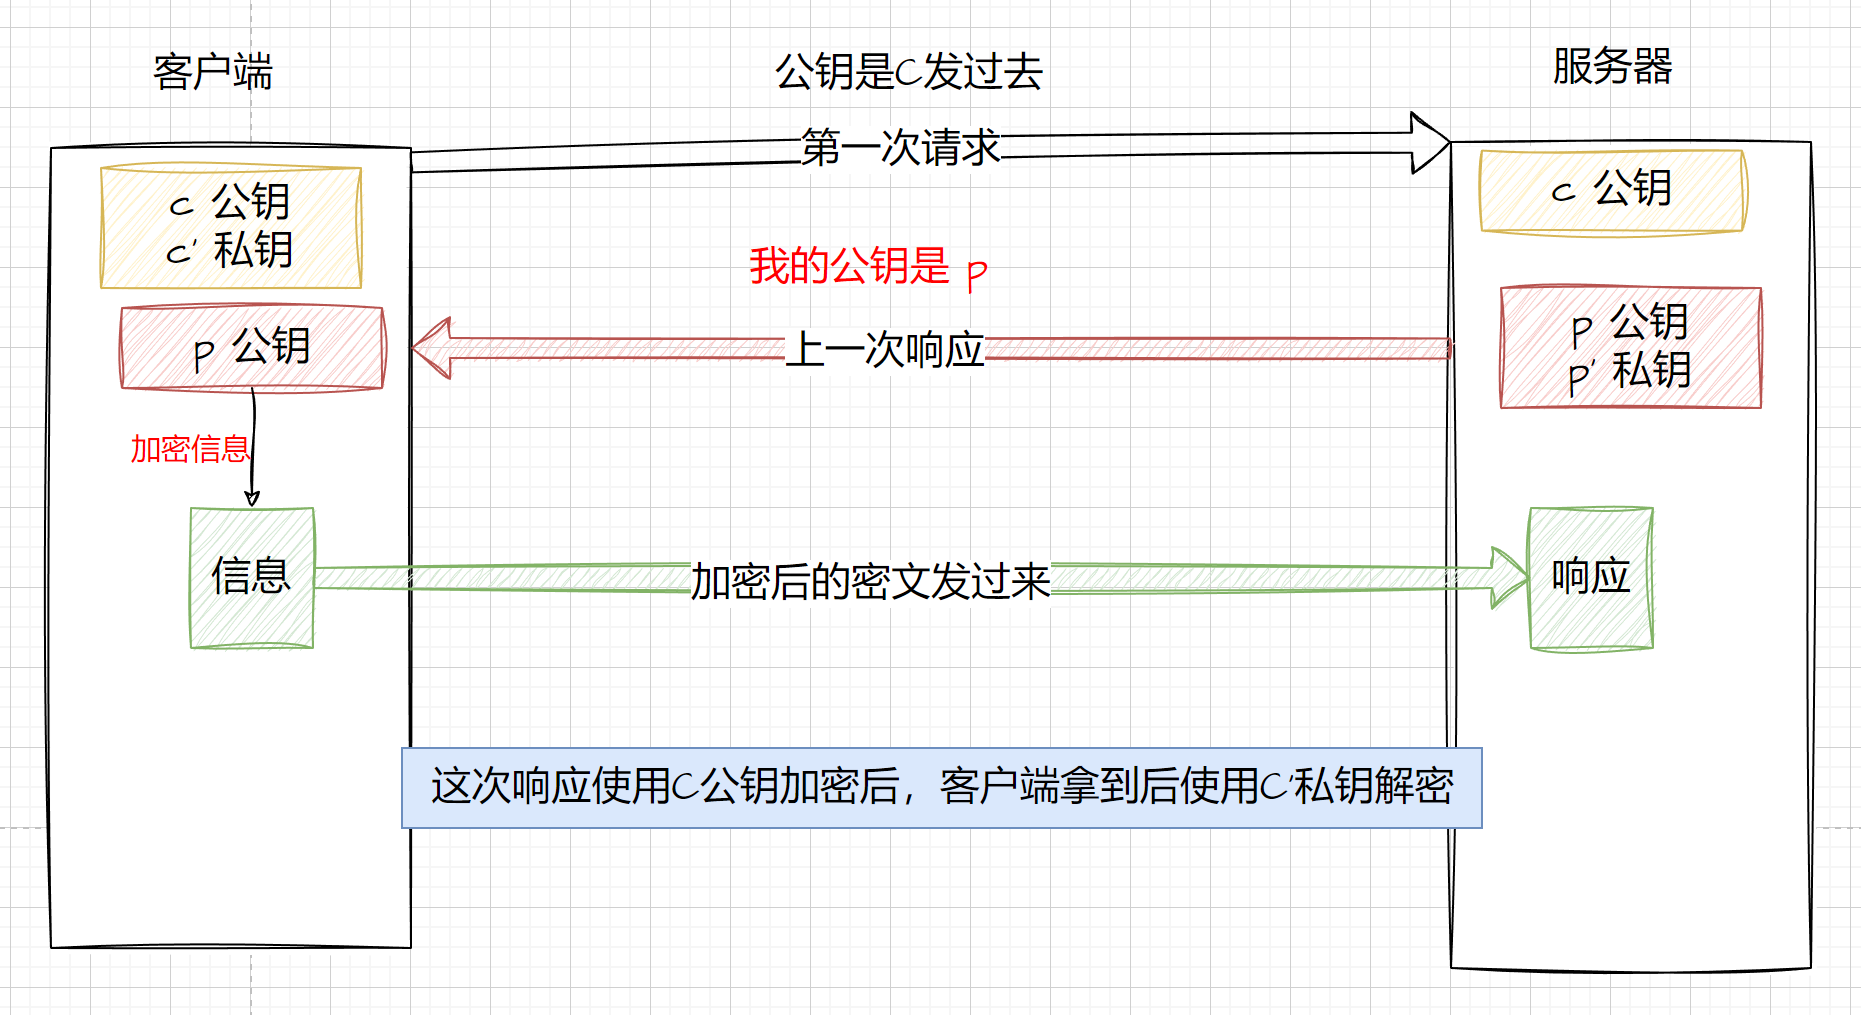 客户端
公钥是C发过去
服务器
第一次请求
c 公钥
c' 私钥
c 公钥
我的公钥是 p
p 公钥
上一次响应
p 公钥
p' 私钥
加密信息
信息
加密后的密文发过来
响应
这次响应使用C公钥加密后，客户端拿到后使用C'私钥解密